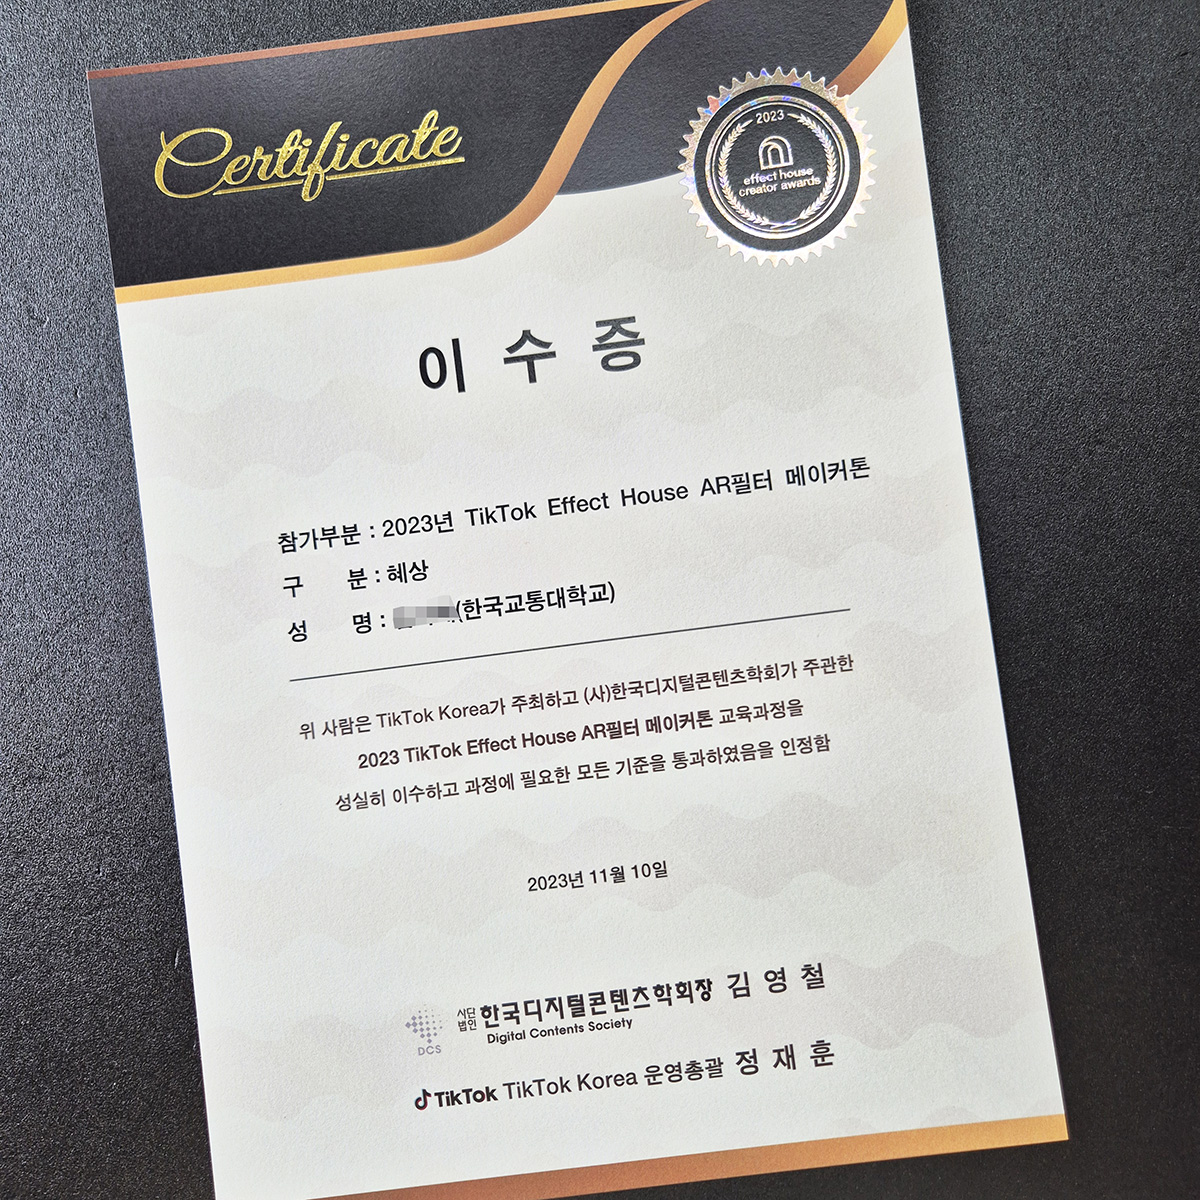 Certificate
2023
effect house
creator awards
이 수 증
참가부분 : 2023년 TikTok Effect House AR필터 메이커톤
구 분 : 혜상
성 명 : (한국교통대학교)
위 사람은 TikTok Korea가 주최하고 (사)한국디지털콘텐츠학회가 주관한
2023 TikTok Effect House AR필터 메이커톤 교육과정을
성실히 이수하고 과정에 필요한 모든 기준을 통과하였음을 인정함
2023년 11월 10일
DCS
사단법인 한국디지털콘텐츠학회장 김 영 철
Digital Contents Society
TikTok TikTok Korea 운영총괄 정 재 훈